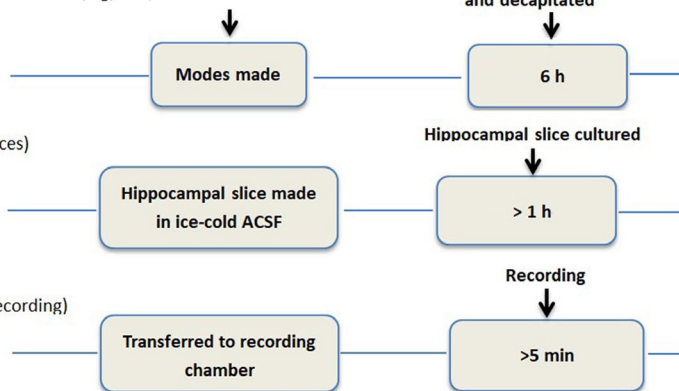 and decapitated
Modes made
6 h
ces)
Hippocampal slice cultured
Hippocampal slice made
in ice-cold ACSF
> 1 h
Recording
ecording)
Transferred to recording
chamber
>5 min